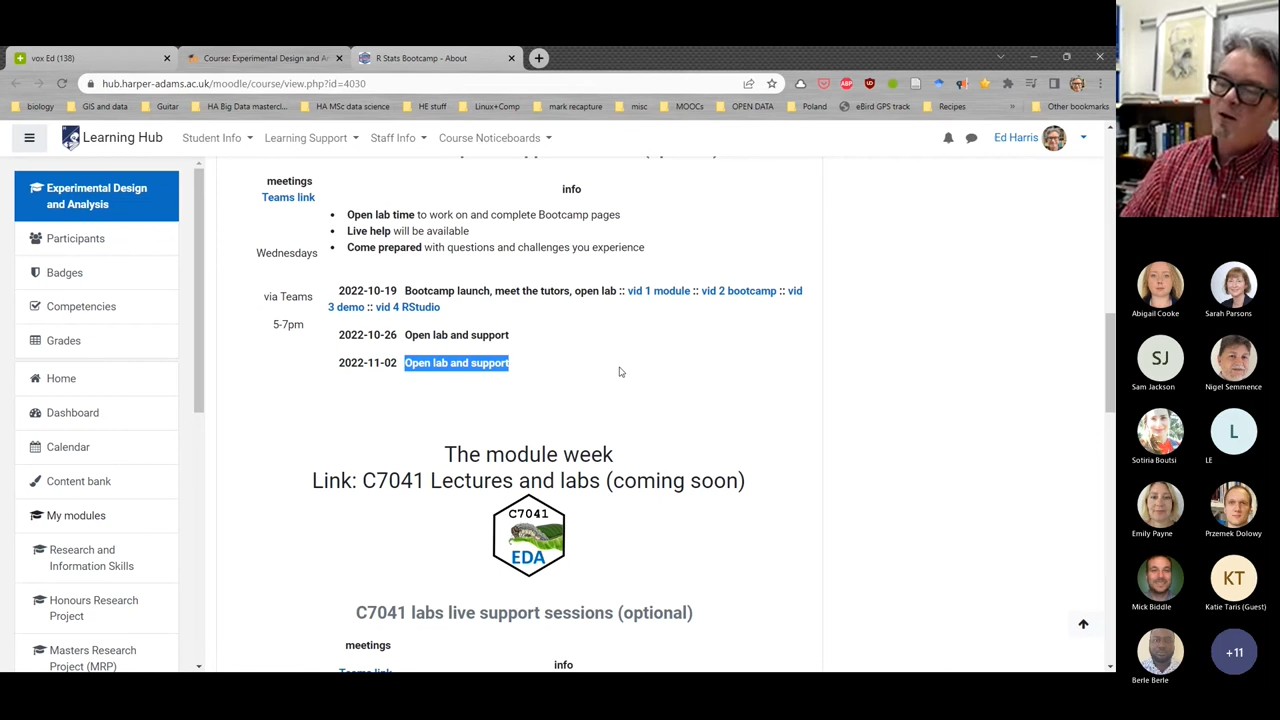 vox Ed (138)
Course: Experimental Design and Ar
R Stats Bootcamp - About
hub.harper-adams.ac.uk/moodle/course/view.php?id=4030
ABP
biology
GIS and data
Guitar
HA Big Data mastercl...
HA MSc data science
HE stuff
Linux+Comp
mark recapture
misc
MOOCs
OPEN DATA
Poland
eBird GPS track
Recipes
»
Other bookmarks
Learning Hub
Student Info
Learning Support
Staff Info
Course Noticeboards
Ed Harris
Experimental Design
and Analysis
Participants
Badges
Competencies
Grades
Home
Dashboard
Calendar
Content bank
My modules
Research and
Information Skills
Honours Research
Project
Masters Research
Project (MRP)
meetings
Teams link
info
Wednesdays
via Teams
5-7pm
• Open lab time to work on and complete Bootcamp pages
• Live help will be available
• Come prepared with questions and challenges you experience
2022-10-19 Bootcamp launch, meet the tutors, open lab :: vid 1 module :: vid 2 bootcamp :: vid
3 demo :: vid 4 RStudio
2022-10-26 Open lab and support
2022-11-02 Open lab and support
The module week
Link: C7041 Lectures and labs (coming soon)
C7041
EDA
C7041 labs live support sessions (optional)
meetings
info
Teams link
Abigail Cooke
Sarah Parsons
SJ
Sam Jackson
Nigel Semmence
Sotiria Boutsi
L
LE
Emily Payne
Przemek Dolowy
Mick Biddle
KT
Katie Taris (Guest)
Berle Berle
+11